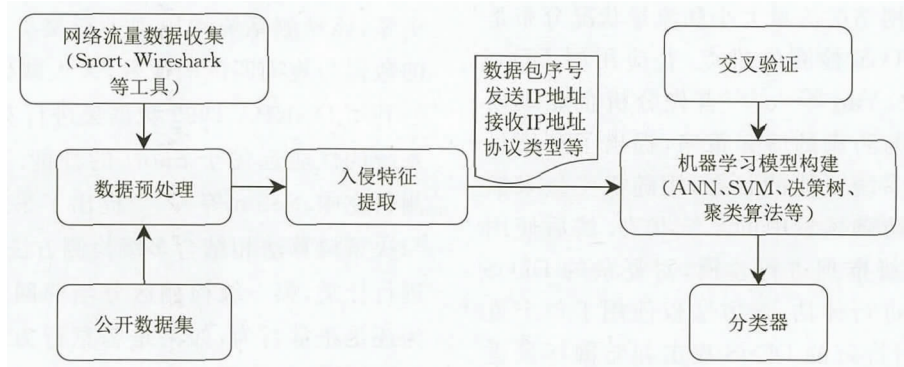 网络流量数据收集
（Snort、Wireshark
等工具）
数据预处理
公开数据集
入侵特征
提取
数据包序号
发送IP地址
接收IP地址
协议类型等
交叉验证
机器学习模型构建
（ANN、SVM、决策树、
聚类算法等）
分类器